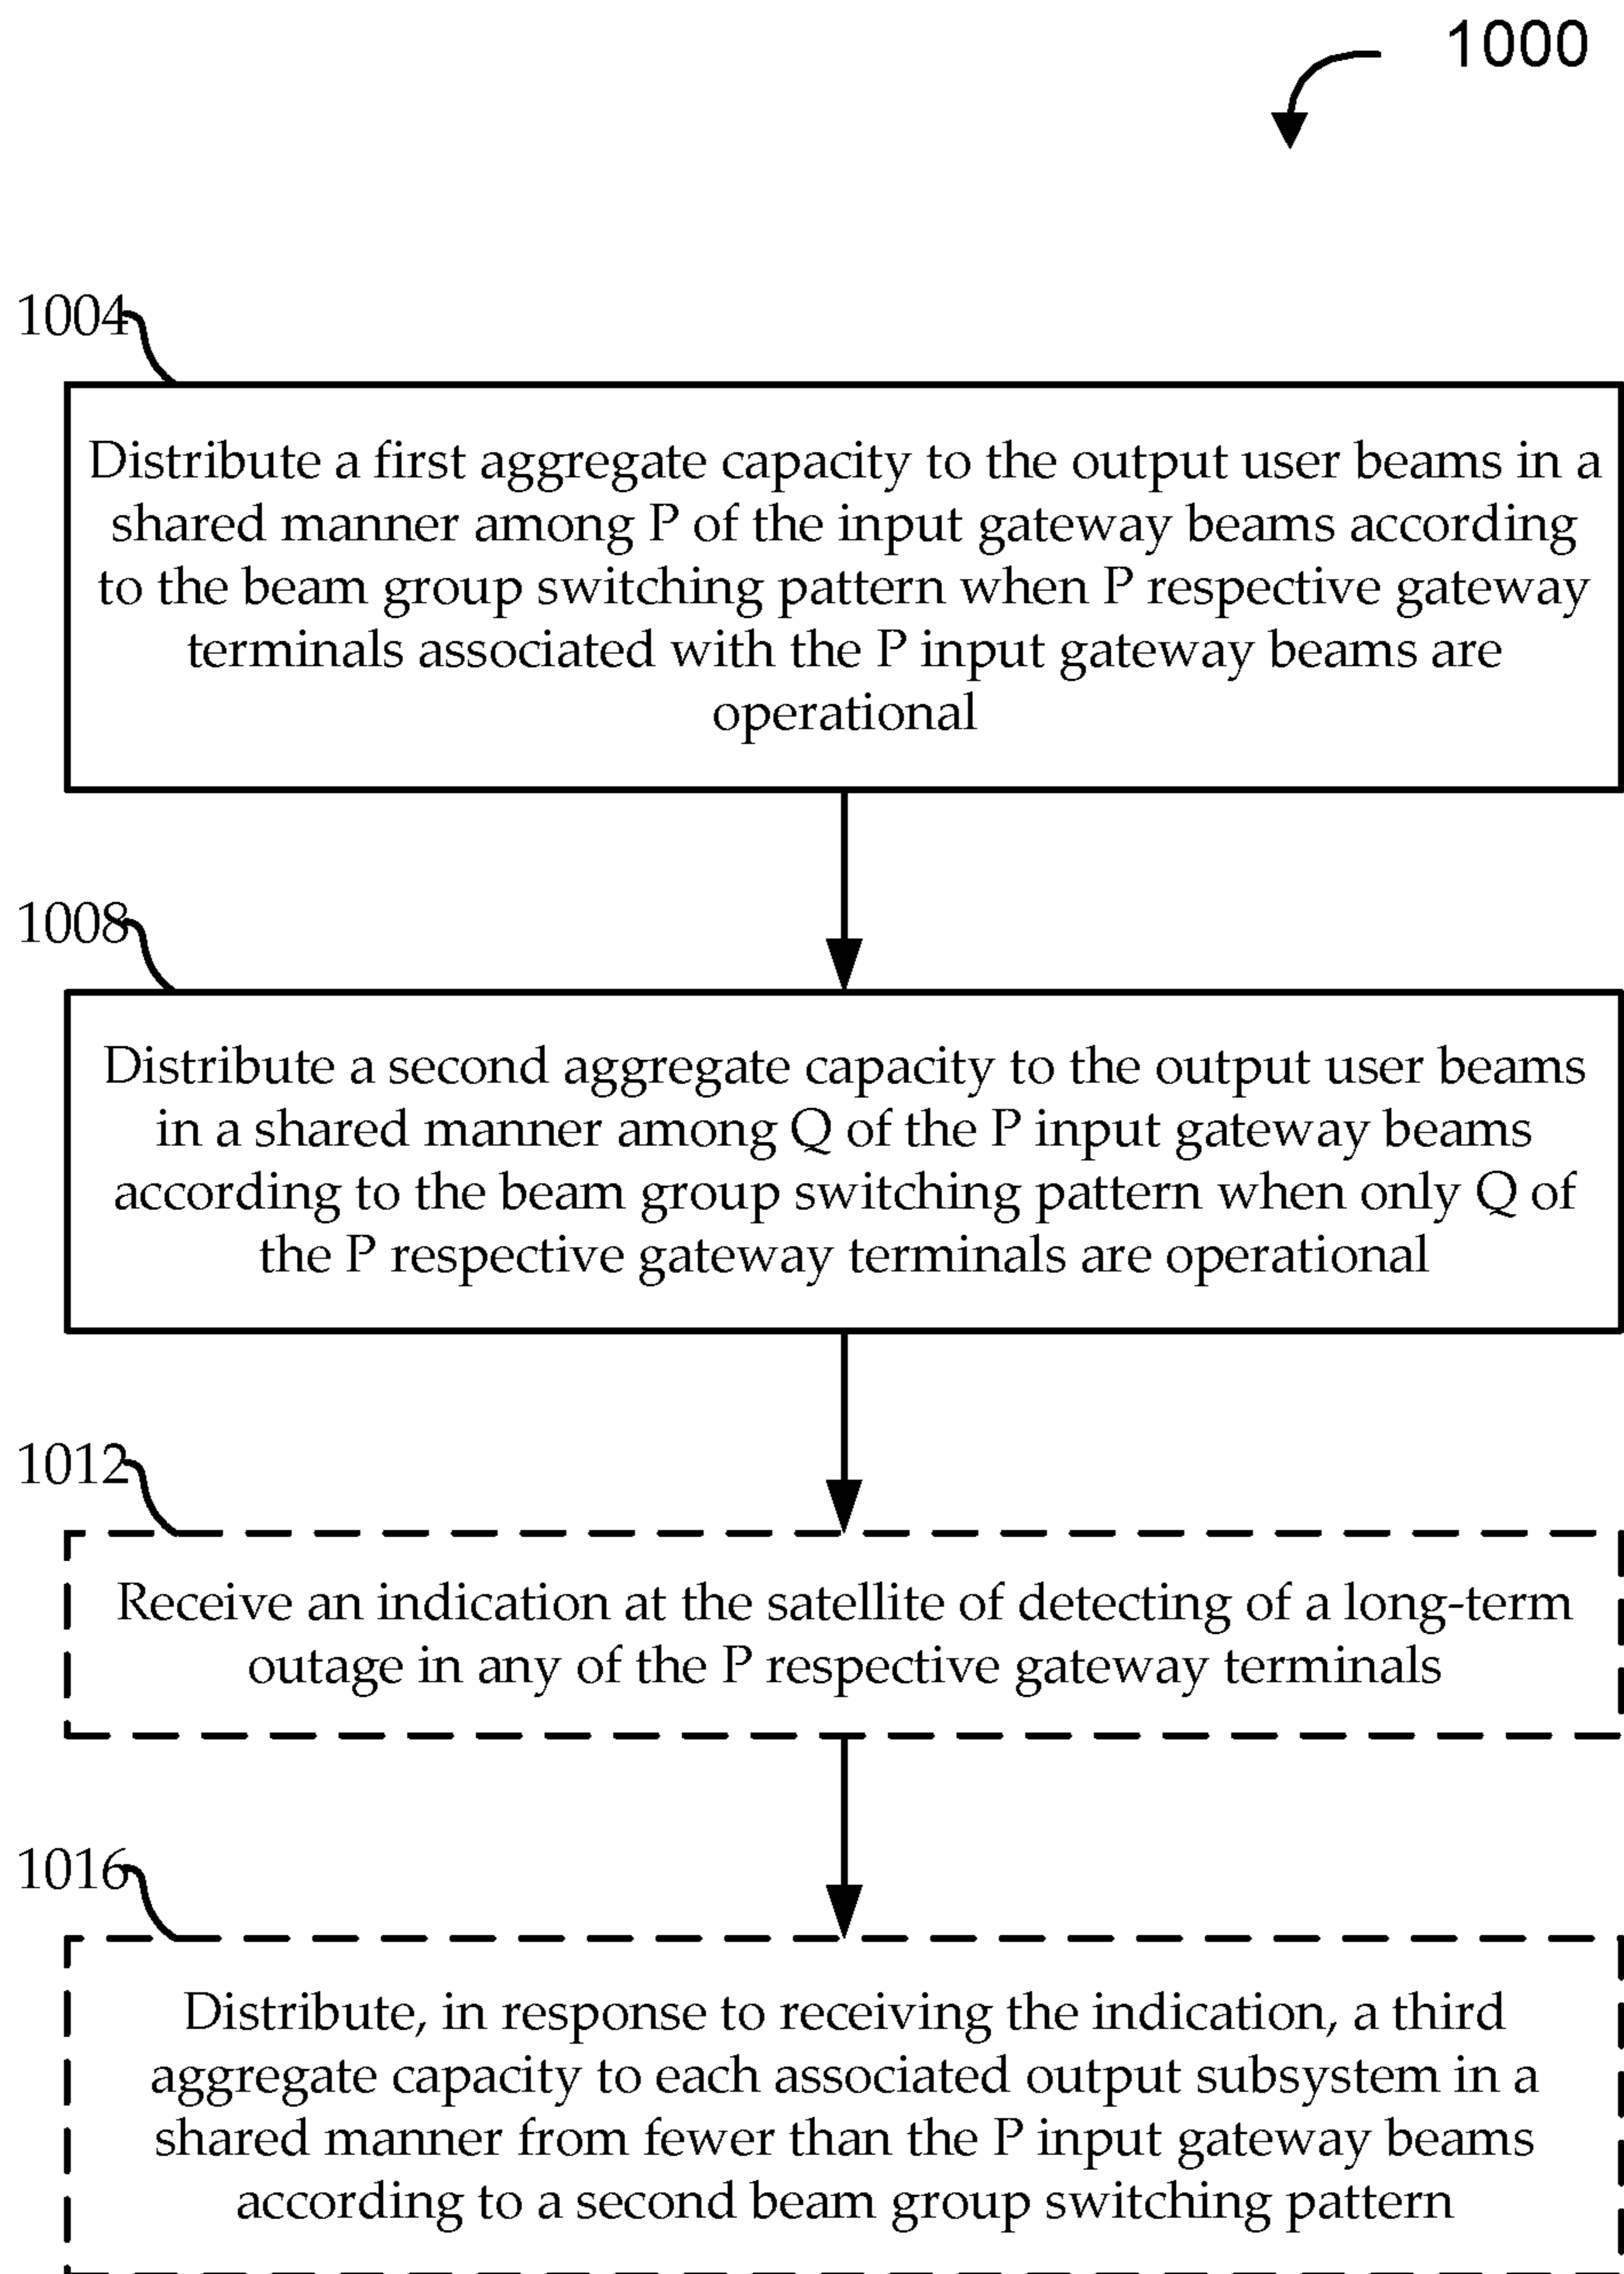 1000
1004
Distribute a first aggregate capacity to the output user beams in a
shared manner among P of the input gateway beams according
to the beam group switching pattern when P respective gateway
terminals associated with the P input gateway beams are
operational
1008
Distribute a second aggregate capacity to the output user beams
in a shared manner among Q of the P input gateway beams
according to the beam group switching pattern when only Q of
the P respective gateway terminals are operational
1012
Receive an indication at the satellite of detecting of a long-term
outage in any of the P respective gateway terminals
1016
Distribute, in response to receiving the indication, a third
aggregate capacity to each associated output subsystem in a
shared manner from fewer than the P input gateway beams
according to a second beam group switching pattern